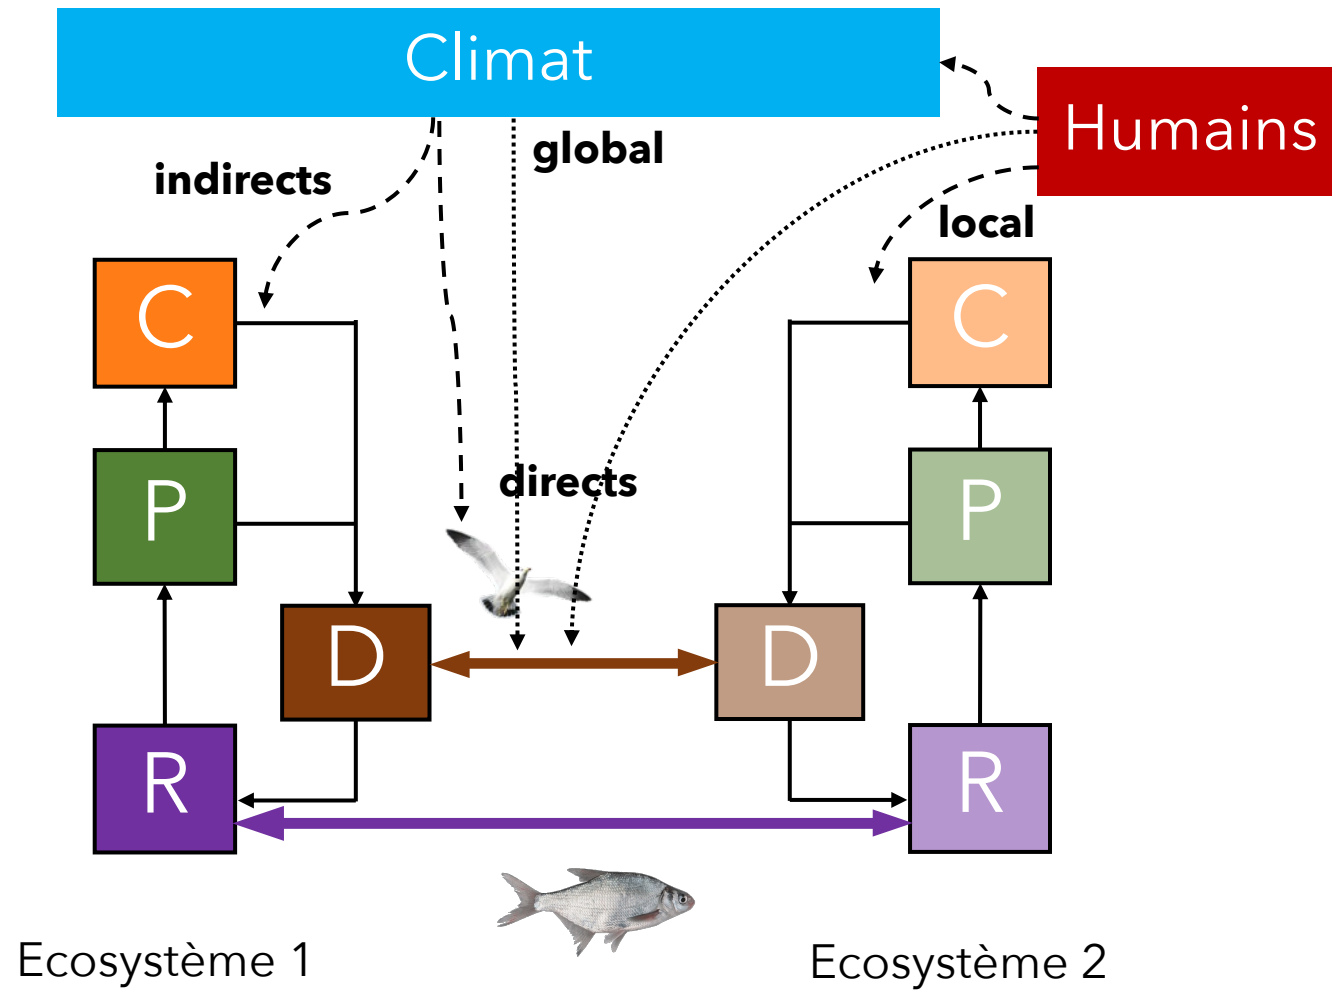 Climat
Humains
global
indirects
local
C
C
P
directs
P
D
D
R
R
Ecosystème 1
Ecosystème 2